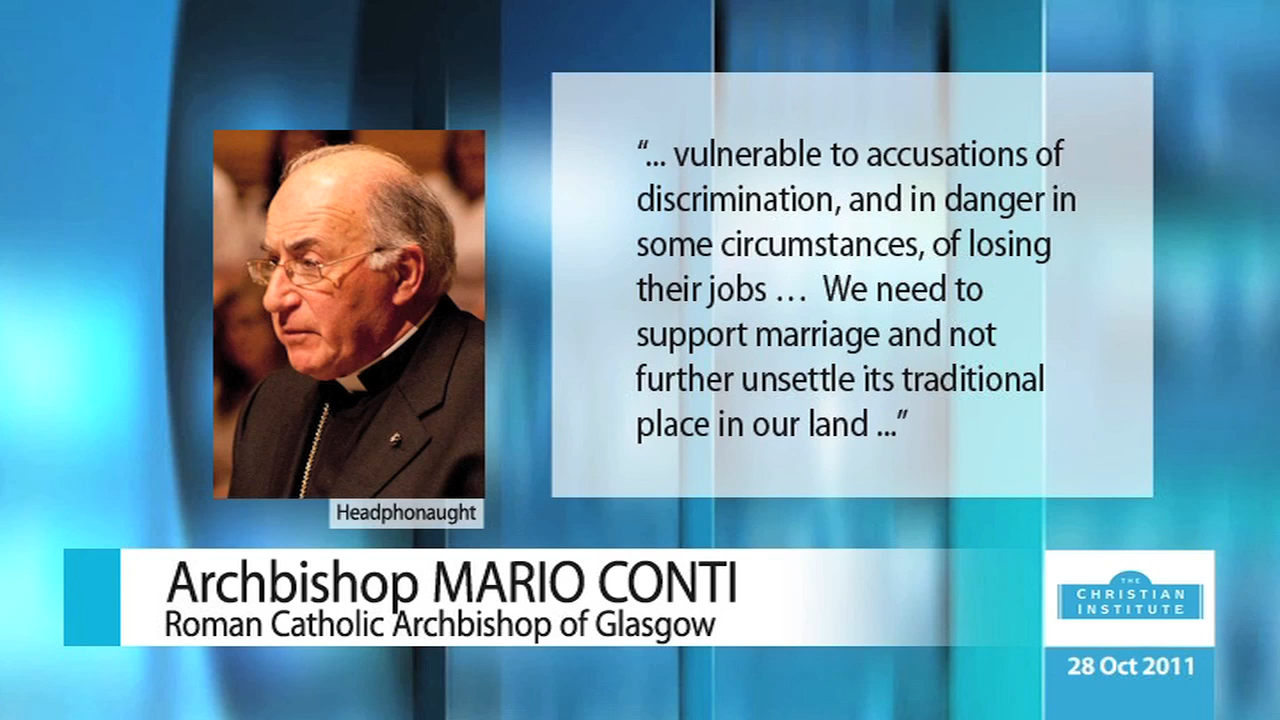 “... vulnerable to accusations of
discrimination, and in danger in
some circumstances, of losing
their jobs …  We need to
support marriage and not
further unsettle its traditional
place in our land ...”
Headphonaught
Archbishop MARIO CONTI
Roman Catholic Archbishop of Glasgow
THE
CHRISTIAN
INSTITUTE
28 Oct 2011